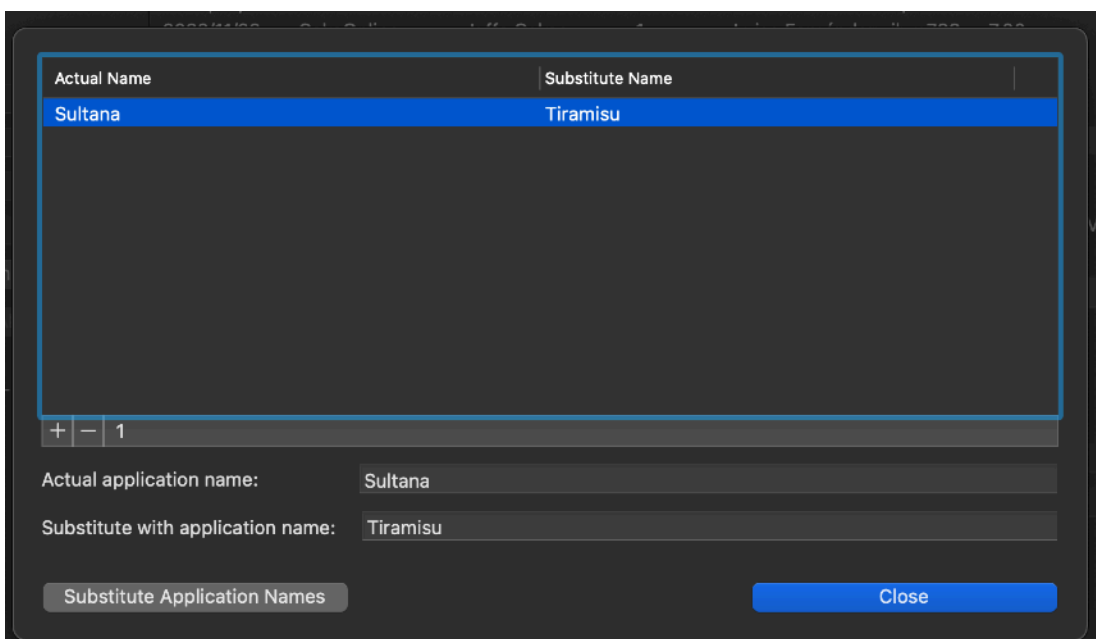 Actual Name Substitute Name
Sultana Tiramisu
+ − 1
Actual application name: Sultana
Substitute with application name: Tiramisu
Substitute Application Names Close